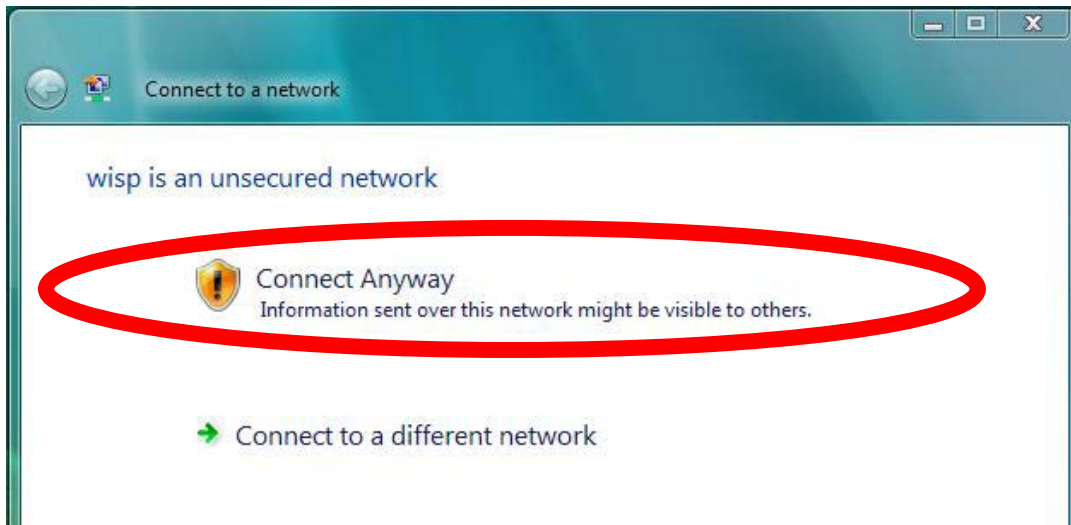 Connect to a network
wisp is an unsecured network
Connect Anyway
Information sent over this network might be visible to others.
Connect to a different network